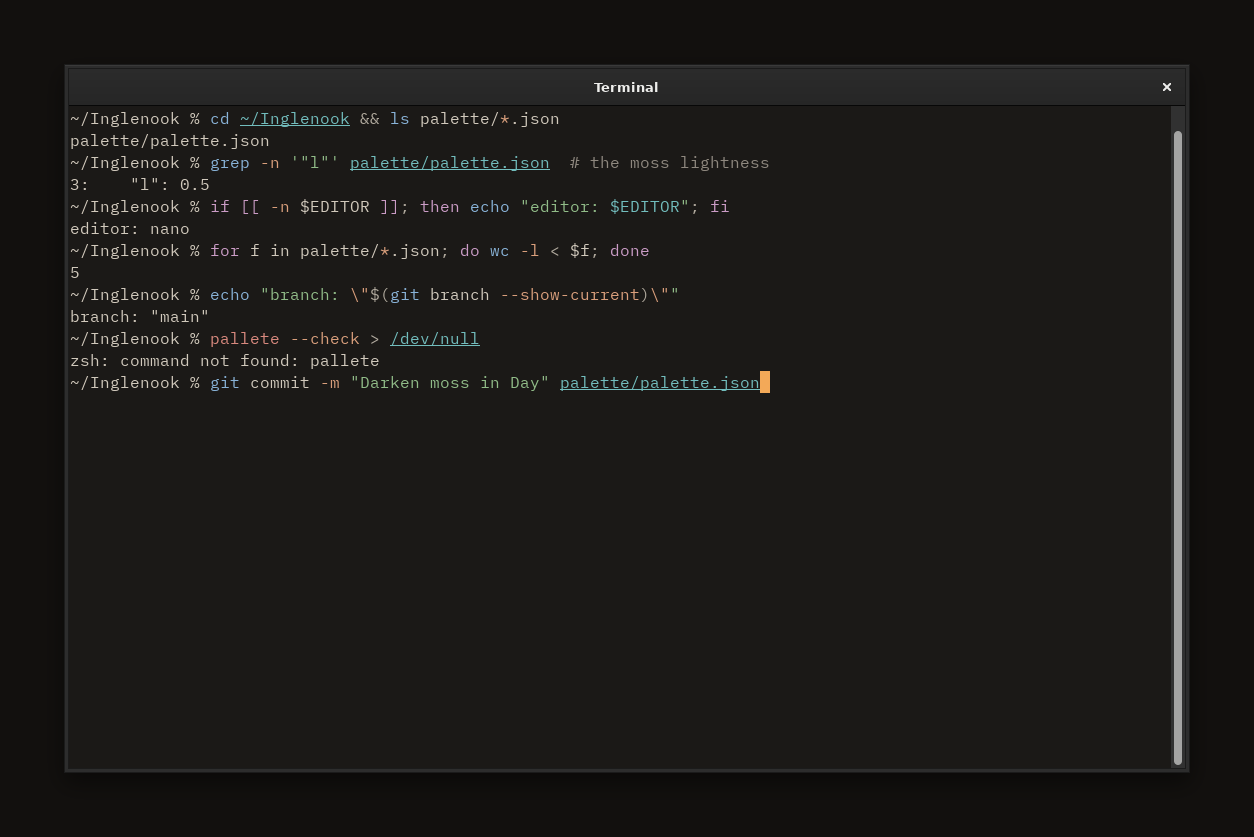 Terminal ×
~/Inglenook % cd ~/Inglenook && ls palette/*.json
palette/palette.json
~/Inglenook % grep -n '"l"' palette/palette.json  # the moss lightness
3:    "l": 0.5
~/Inglenook % if [[ -n $EDITOR ]]; then echo "editor: $EDITOR"; fi
editor: nano
~/Inglenook % for f in palette/*.json; do wc -l < $f; done
5
~/Inglenook % echo "branch: \"$(git branch --show-current)\""
branch: "main"
~/Inglenook % pallete --check > /dev/null
zsh: command not found: pallete
~/Inglenook % git commit -m "Darken moss in Day" palette/palette.json